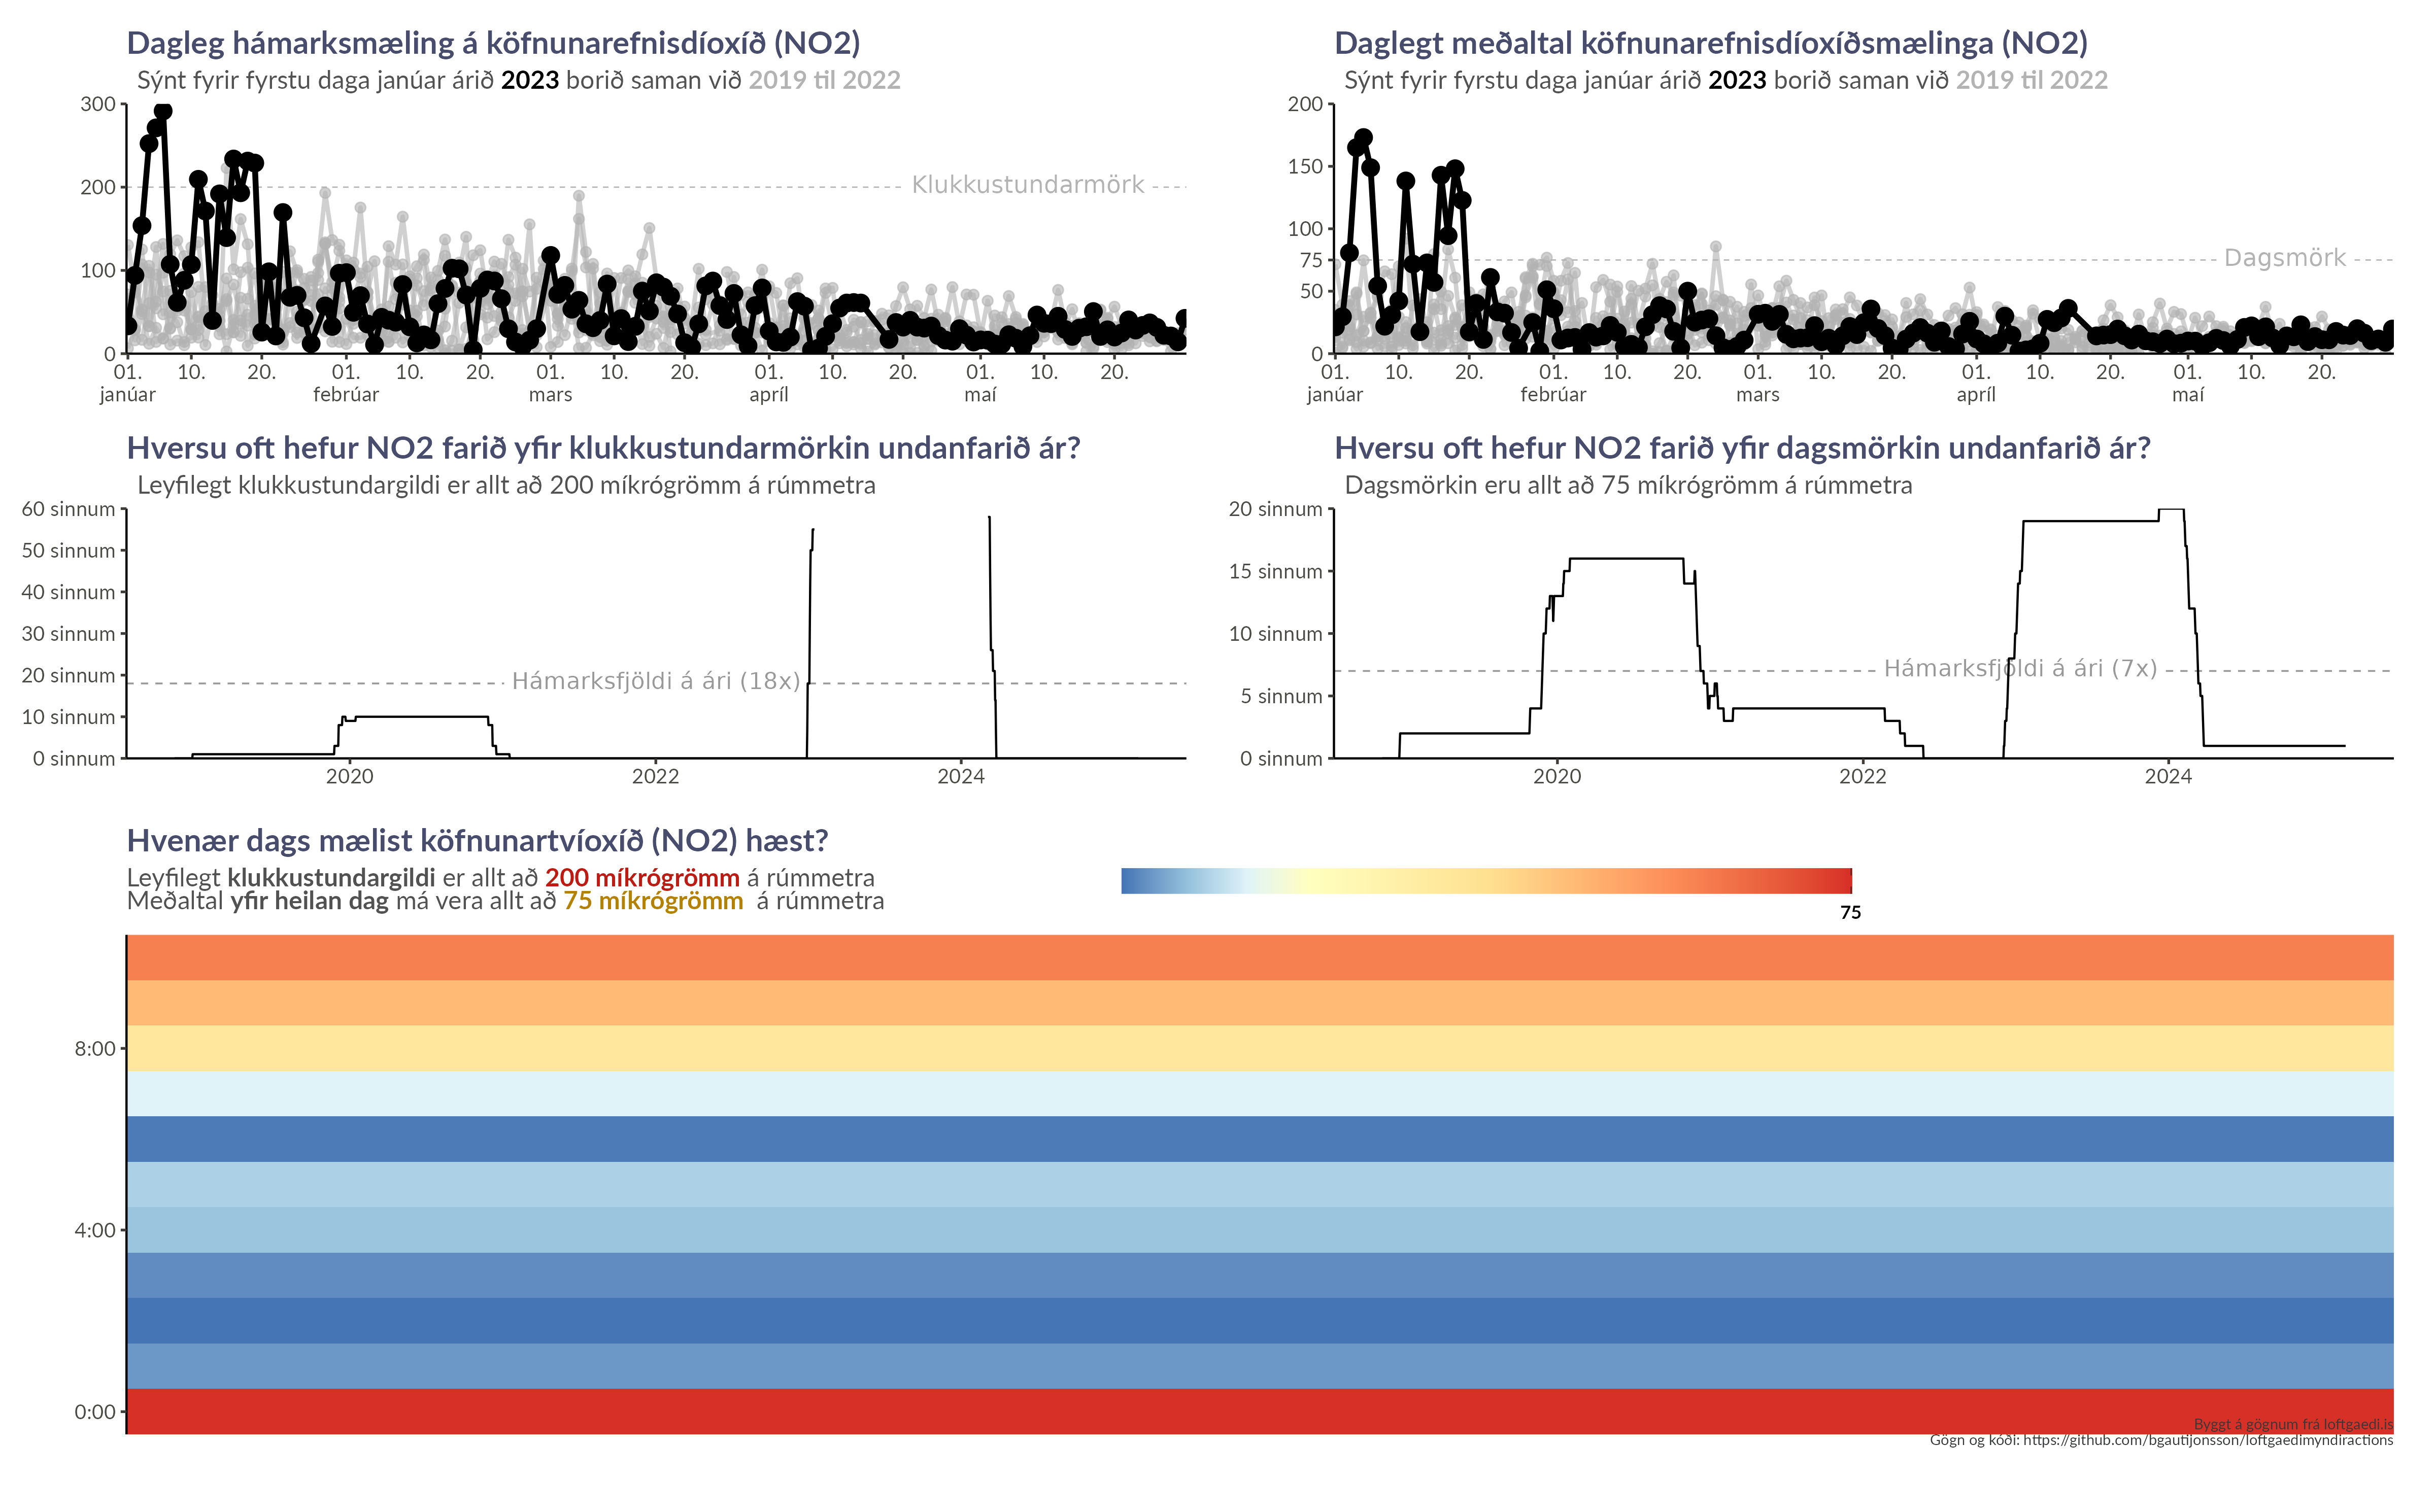 Dagleg hámarksmæling á köfnunarefnisdíoxíð (NO2)
Sýnt fyrir fyrstu daga janúar árið 2023 borið saman við 2019 til 2022
300
200
100
0
Klukkustundarmörk
01. 10. 20. 01. 10. 20. 01. 10. 20. 01. 10. 20. 01. 10. 20.
janúar febrúar mars apríl maí
Daglegt meðaltal köfnunarefnisdíoxíðsmælinga (NO2)
Sýnt fyrir fyrstu daga janúar árið 2023 borið saman við 2019 til 2022
200
150
100
75
50
0
Dagsmörk
01. 10. 20. 01. 10. 20. 01. 10. 20. 01. 10. 20. 01. 10. 20.
janúar febrúar mars apríl maí
Hversu oft hefur NO2 farið yfir klukkustundarmörkin undanfarið ár?
Leyfilegt klukkustundargildi er allt að 200 míkrógrömm á rúmmetra
60 sinnum
50 sinnum
40 sinnum
30 sinnum
20 sinnum
10 sinnum
0 sinnum
Hámarksfjöldi á ári (18x)
2020 2022 2024
Hversu oft hefur NO2 farið yfir dagsmörkin undanfarið ár?
Dagsmörkin eru allt að 75 míkrógrömm á rúmmetra
20 sinnum
15 sinnum
10 sinnum
5 sinnum
0 sinnum
Hámarksfjöldi á ári (7x)
2020 2022 2024
Hvenær dags mælist köfnunartvíoxíð (NO2) hæst?
Leyfilegt klukkustundargildi er allt að 200 míkrógrömm á rúmmetra
Meðaltal yfir heilan dag má vera allt að 75 míkrógrömm á rúmmetra
75
8:00
4:00
0:00
Byggt á gögnum frá loftgaedi.is
Gögn og kóði: https://github.com/bgautijonsson/loftgaedimyndiractions